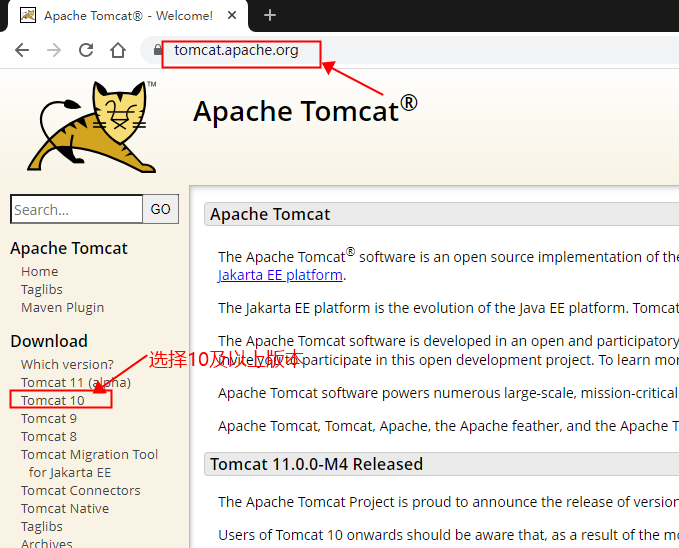 Apache Tomcat® - Welcome!
tomcat.apache.org
TM
Apache Tomcat®
Search...
GO
Apache Tomcat
Home
Taglibs
Maven Plugin
Download
Which version?
Tomcat 11 (alpha)
Tomcat 10
Tomcat 9
Tomcat 8
Tomcat Migration Tool
for Jakarta EE
Tomcat Connectors
Tomcat Native
Taglibs
Archives
选择10及以上版本
Apache Tomcat
The Apache Tomcat® software is an open source implementation of the
Jakarta EE platform.
The Jakarta EE platform is the evolution of the Java EE platform. Tomcat
The Apache Tomcat software is developed in an open and participatory
invite you to participate in this open development project. To learn mor
Apache Tomcat software powers numerous large-scale, mission-critical
Apache Tomcat, Tomcat, Apache, the Apache feather, and the Apache T
Tomcat 11.0.0-M4 Released
The Apache Tomcat Project is proud to announce the release of version
Users of Tomcat 10 onwards should be aware that, as a result of the mo